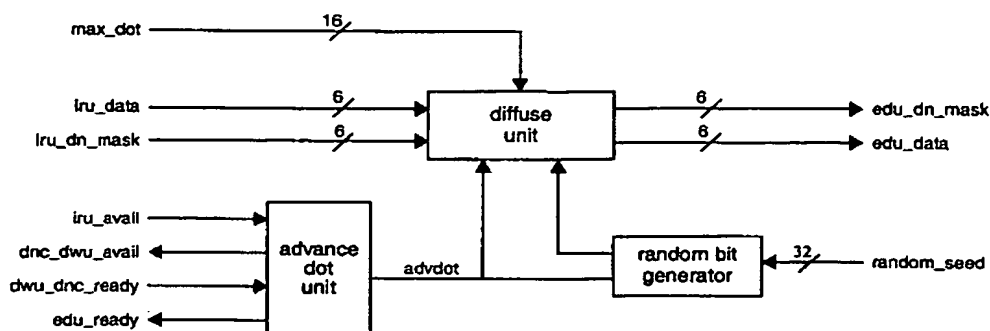 max_dot
16
iru_data
6
iru_dn_mask
6
diffuse
unit
6
edu_dn_mask
6
edu_data
iru_avail
dnc_dwu_avail
dwu_dnc_ready
edu_ready
advance
dot
unit
advdot
random bit
generator
32
random_seed